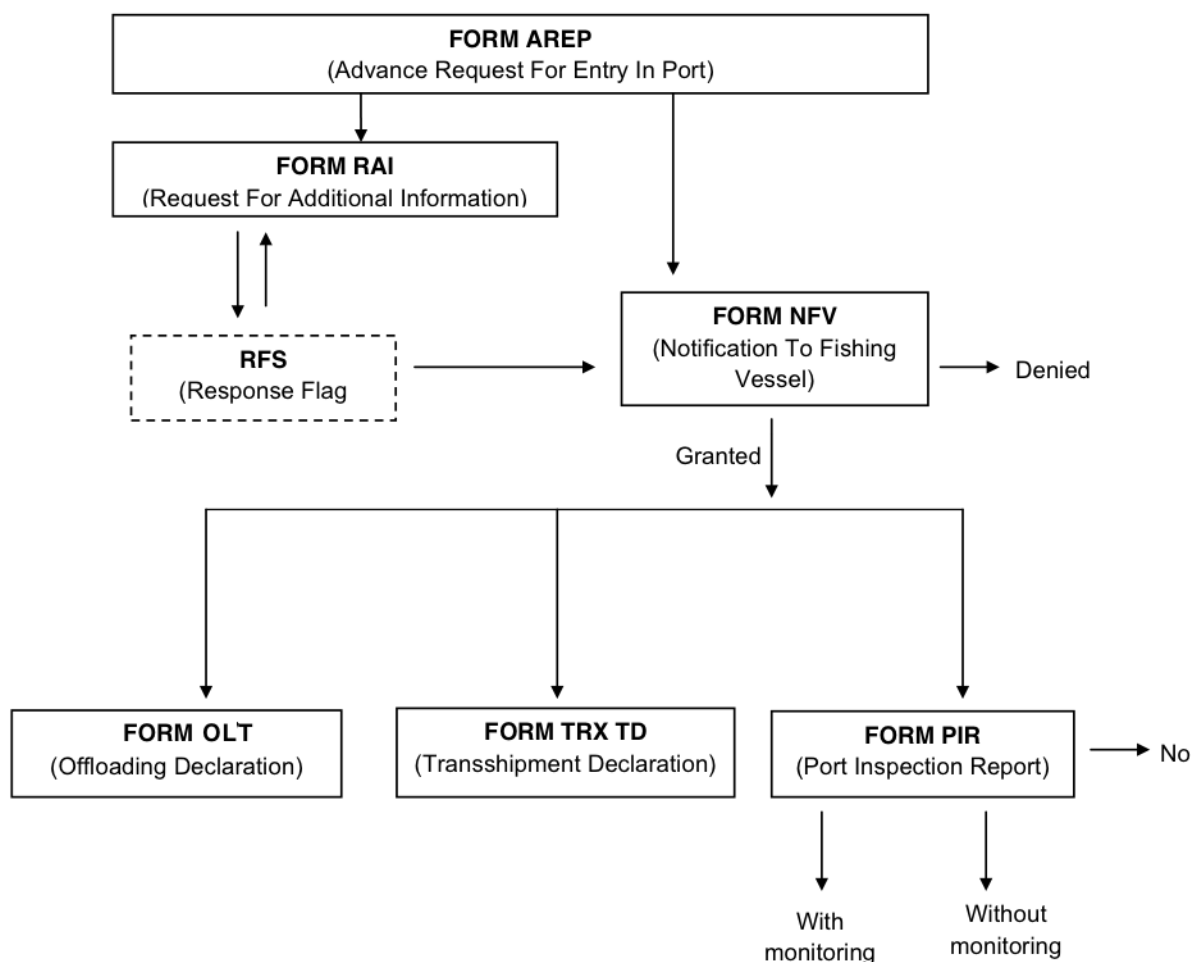 FORM AREP
(Advance Request For Entry In Port)
FORM RAI
(Request For Additional Information)
FORM NFV
(Notification To Fishing
Vessel)
RFS
(Response Flag
Denied
Granted
FORM OLT
(Offloading Declaration)
FORM TRX TD
(Transshipment Declaration)
FORM PIR
(Port Inspection Report)
No
With
monitoring
Without
monitoring